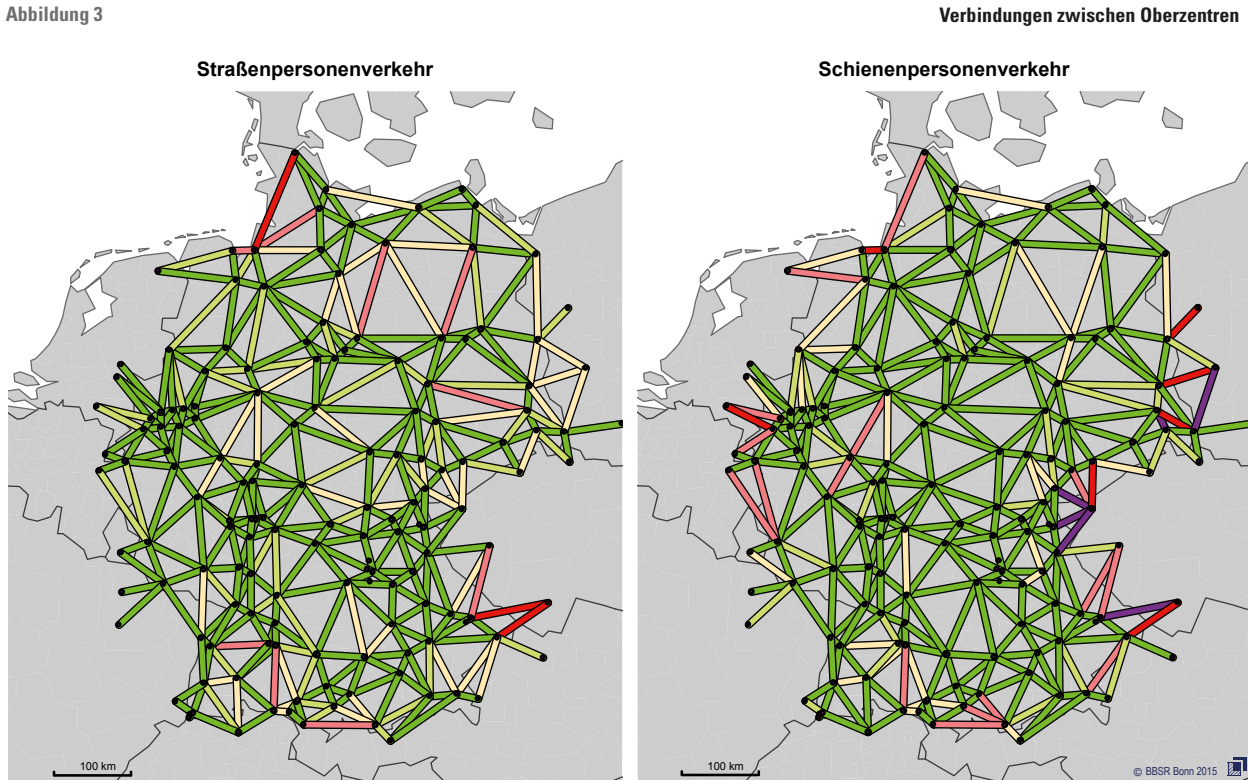 Abbildung 3
Verbindungen zwischen Oberzentren
Straßenpersonenverkehr
Schienenpersonenverkehr
100 km
100 km
© BBSR Bonn 2015